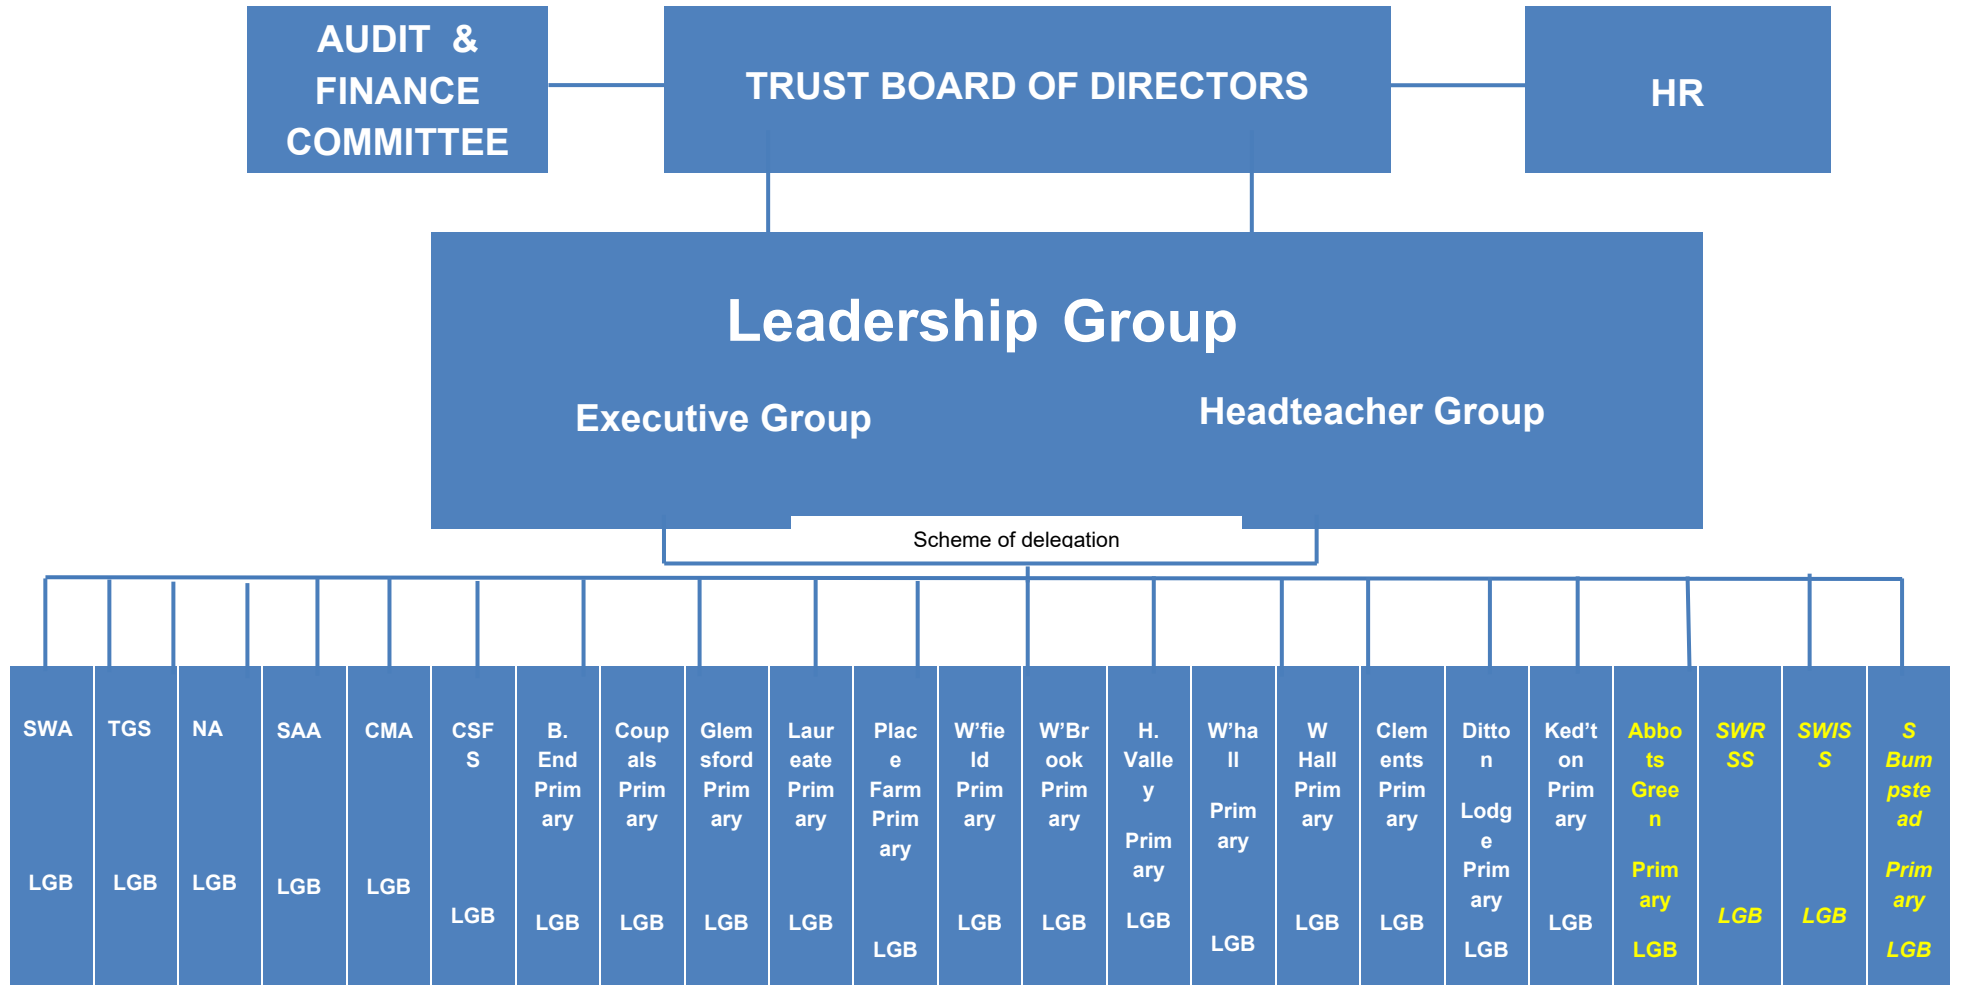 AUDIT &
FINANCE
COMMITTEE
TRUST BOARD OF DIRECTORS
HR
Leadership Group
Executive Group
Headteacher Group
Scheme of delegation
SWA
LGB
TGS
LGB
NA
LGB
SAA
LGB
CMA
LGB
CSF
S
LGB
B.
End
Prim
ary
LGB
Coup
als
Prim
ary
LGB
Glem
sford
Prim
ary
LGB
Laur
eate
Prim
ary
LGB
Plac
e
Farm
Prim
ary
LGB
W'fie
ld
Prim
ary
LGB
W'Br
ook
Prim
ary
LGB
H.
Valle
y
Prim
ary
LGB
W'ha
ll
Prim
ary
LGB
W
Hall
Prim
ary
LGB
Clem
ents
Prim
ary
LGB
Ditto
n
Lodg
e
Prim
ary
LGB
Ked't
on
Prim
ary
LGB
Abbo
ts
Gree
n
Prim
ary
LGB
SWR
SS
LGB
SWIS
S
LGB
S
Bum
pste
ad
Prim
ary
LGB